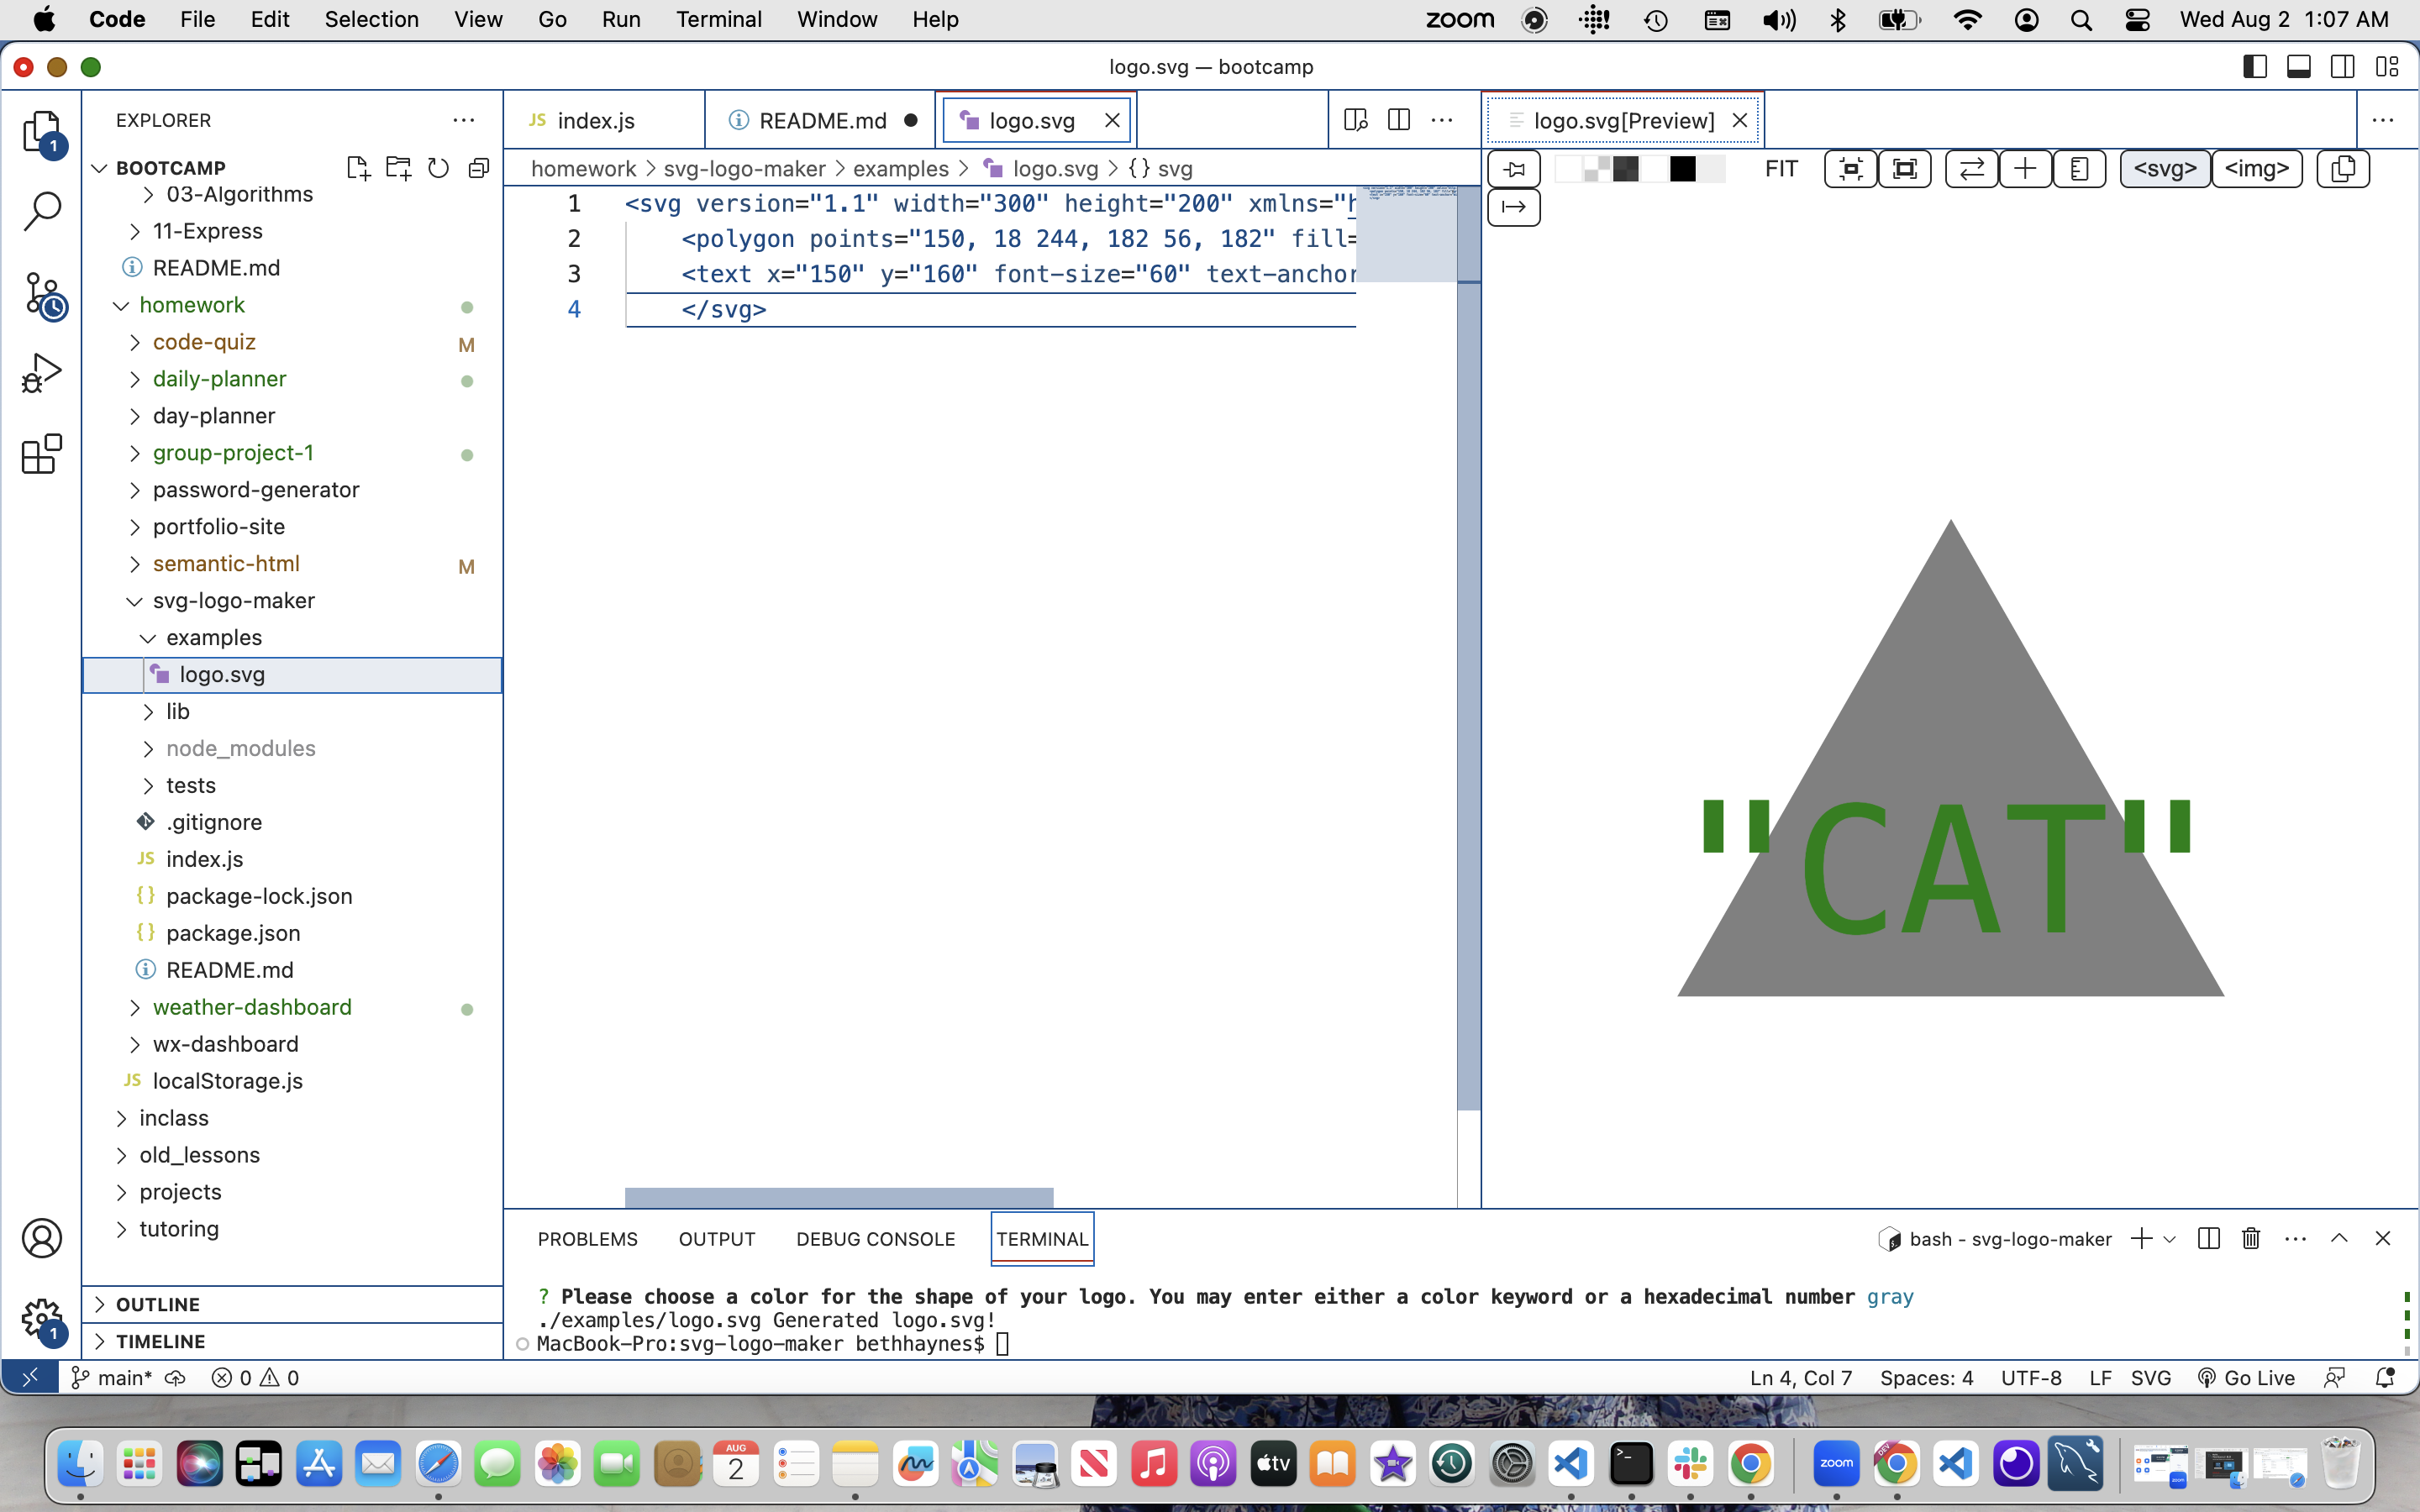 Code File Edit Selection View Go Run Terminal Window Help zoom Wed Aug 2 1:07 AM
logo.svg — bootcamp
EXPLORER
BOOTCAMP
03-Algorithms
11-Express
README.md
homework
code-quiz M
daily-planner
day-planner
group-project-1
password-generator
portfolio-site
semantic-html M
svg-logo-maker
examples
logo.svg
lib
node_modules
tests
.gitignore
JS index.js
{} package-lock.json
{} package.json
README.md
weather-dashboard
wx-dashboard
JS localStorage.js
inclass
old_lessons
projects
tutoring
OUTLINE
TIMELINE
1
1
JS index.js README.md logo.svg
homework > svg-logo-maker > examples > logo.svg > {} svg
1 <svg version="1.1" width="300" height="200" xmlns="h
2 <polygon points="150, 18 244, 182 56, 182" fill=
3 <text x="150" y="160" font-size="60" text-anchor
4 </svg>
logo.svg[Preview]
FIT <svg> <img>
"CAT"
PROBLEMS OUTPUT DEBUG CONSOLE TERMINAL bash - svg-logo-maker
? Please choose a color for the shape of your logo. You may enter either a color keyword or a hexadecimal number gray
./examples/logo.svg Generated logo.svg!
MacBook-Pro:svg-logo-maker bethhaynes$
main* 0 0 Ln 4, Col 7 Spaces: 4 UTF-8 LF SVG Go Live
AUG
2
tv
zoom
DEV